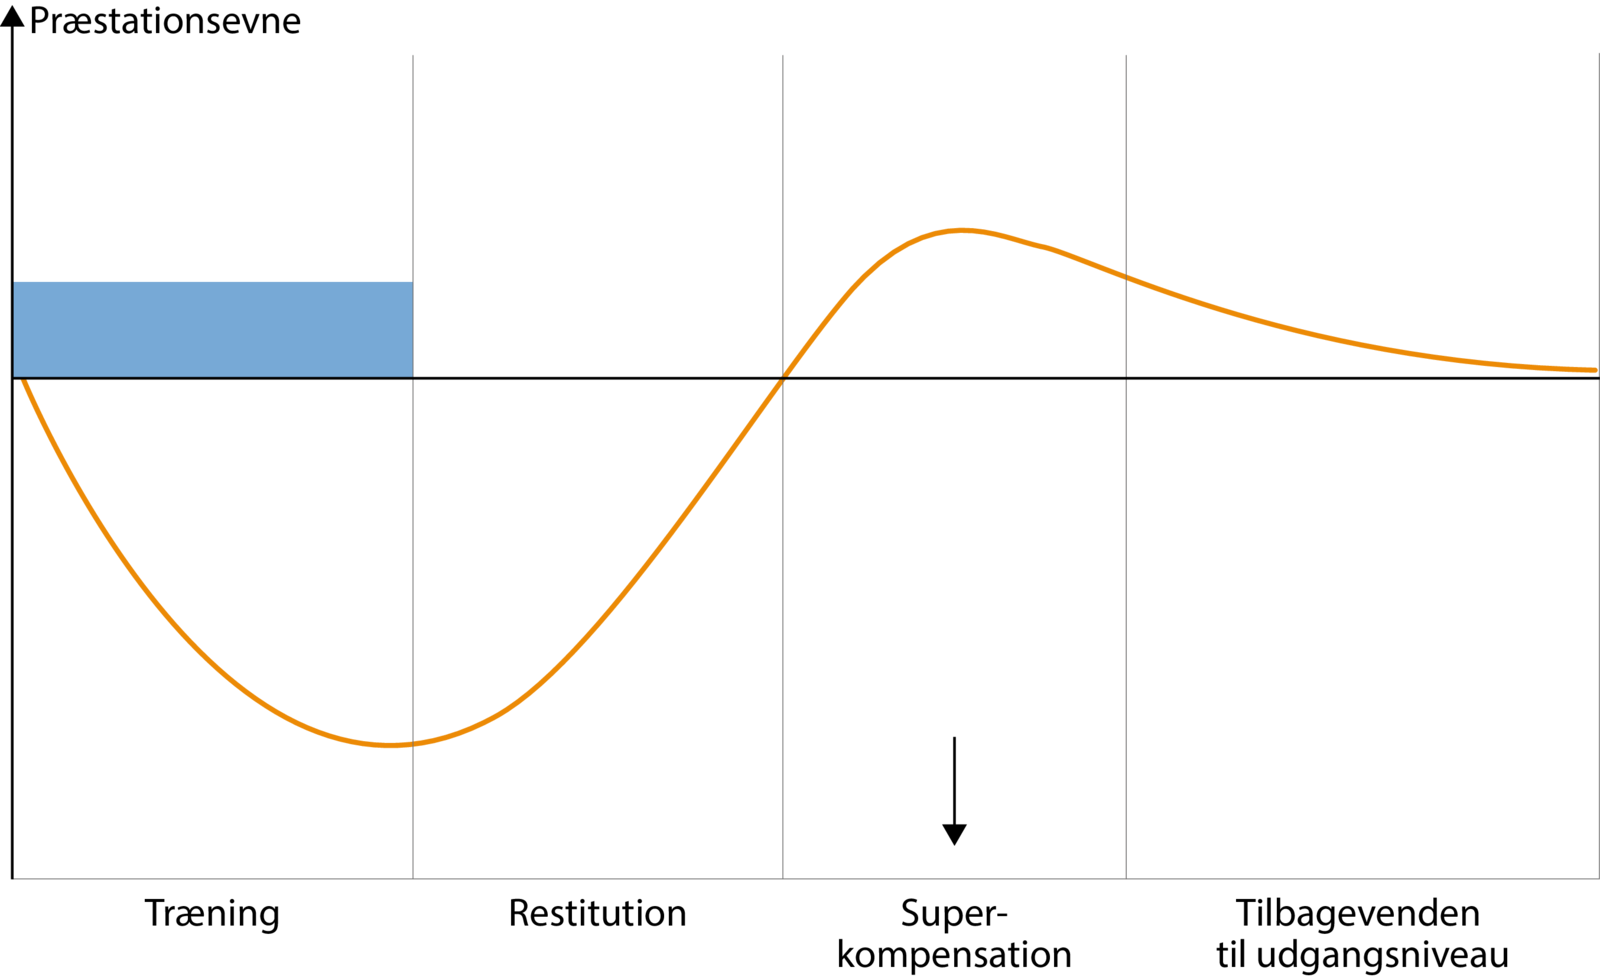 Præstationsevne
Træning
Restitution
Super-
kompensation
Tilbagevenden
til udgangsniveau